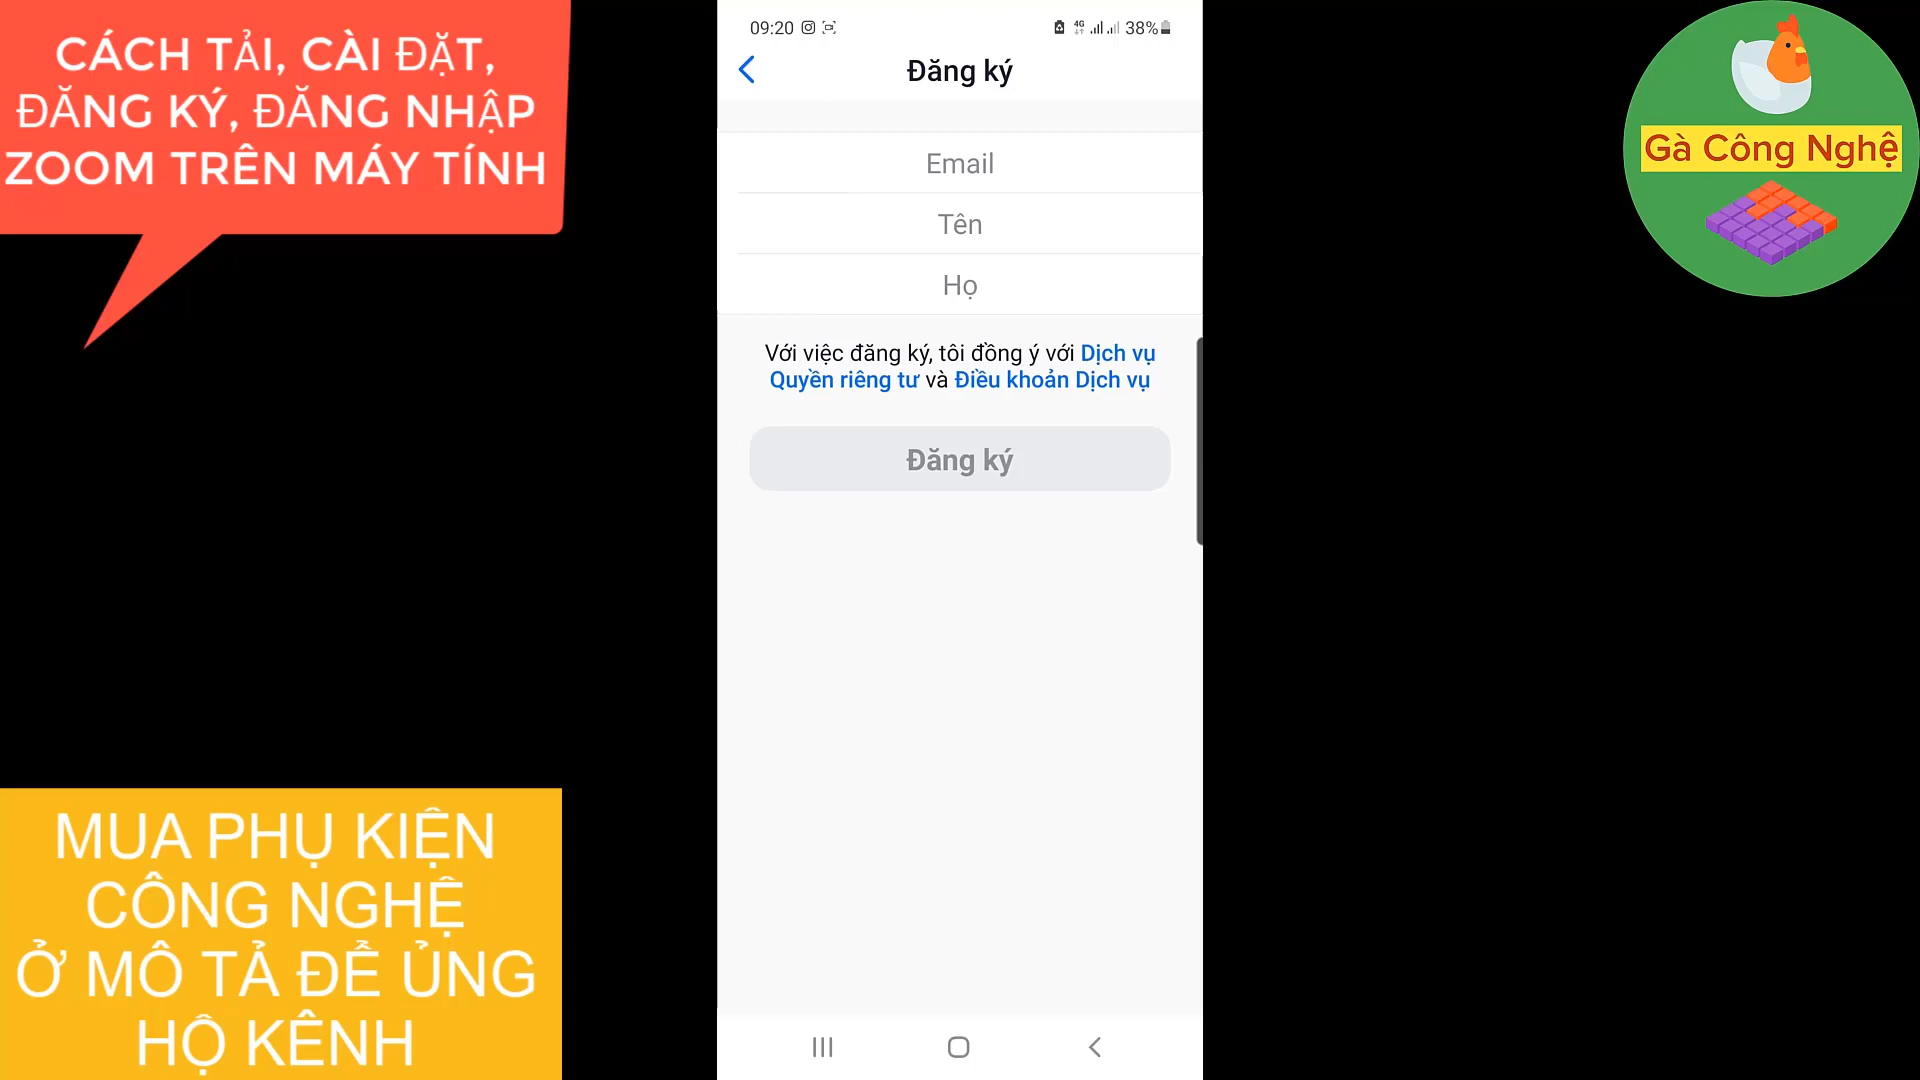 CÁCH TẢI, CÀI ĐẶT,
ĐĂNG KÝ, ĐĂNG NHẬP
ZOOM TRÊN MÁY TÍNH
09:20
4G
38%
Đăng ký
Email
Tên
Họ
Với việc đăng ký, tôi đồng ý với Dịch vụ
Quyền riêng tư và Điều khoản Dịch vụ
Đăng ký
Gà Công Nghệ
MUA PHỤ KIỆN
CÔNG NGHỆ
Ở MÔ TẢ ĐỂ ỦNG
HỘ KÊNH